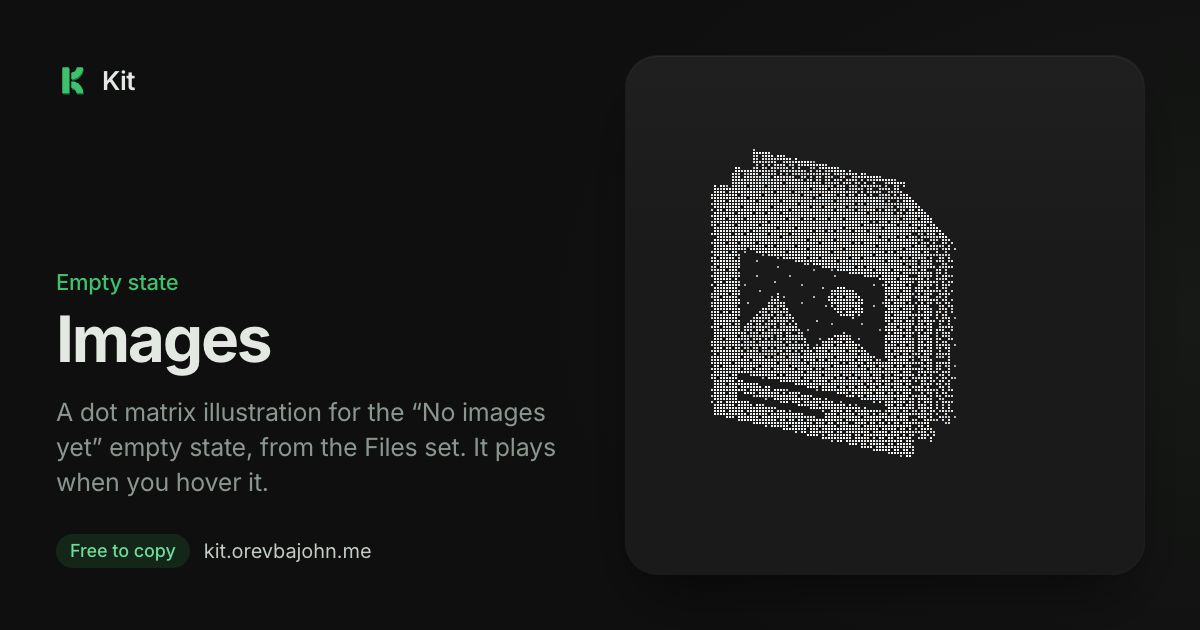 Kit
Empty state
Images
A dot matrix illustration for the “No images
yet” empty state, from the Files set. It plays
when you hover it.
Free to copy
kit.orevbajohn.me